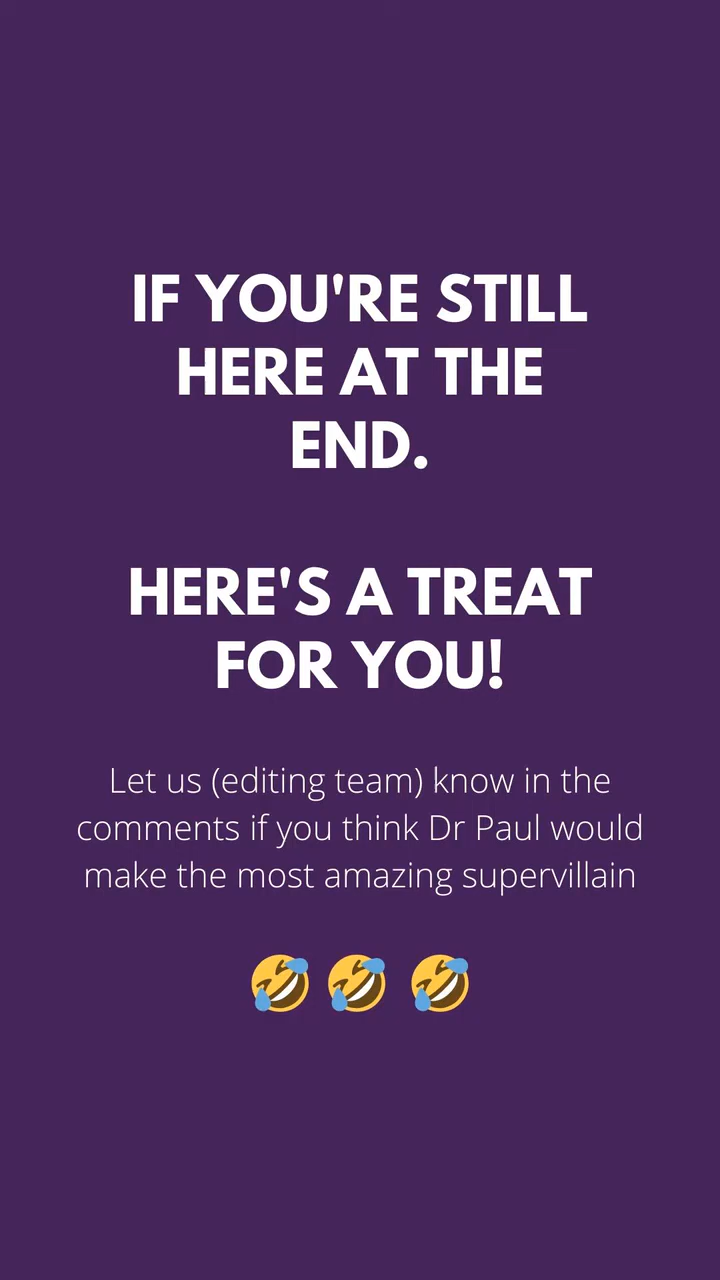 IF YOU'RE STILL
HERE AT THE
END.
HERE'S A TREAT
FOR YOU!
Let us (editing team) know in the
comments if you think Dr Paul would
make the most amazing supervillain
🤣 🤣 🤣